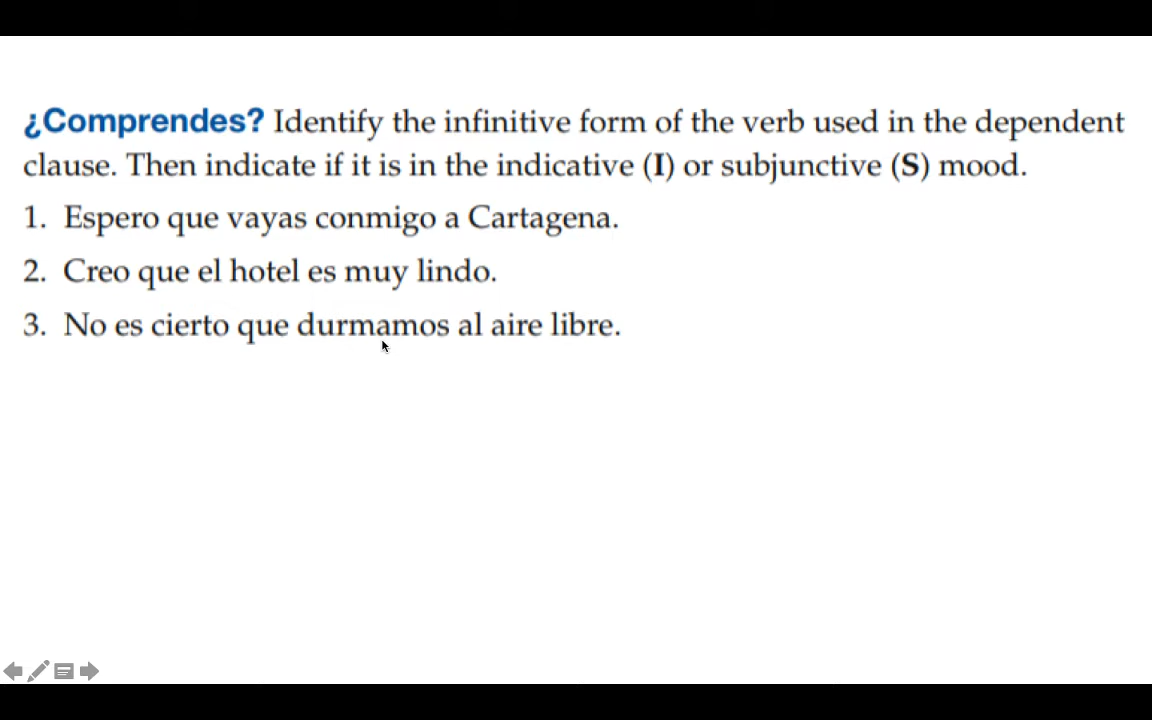 ¿Comprendes? Identify the infinitive form of the verb used in the dependent
clause. Then indicate if it is in the indicative (I) or subjunctive (S) mood.
1. Espero que vayas conmigo a Cartagena.
2. Creo que el hotel es muy lindo.
3. No es cierto que durmamos al aire libre.